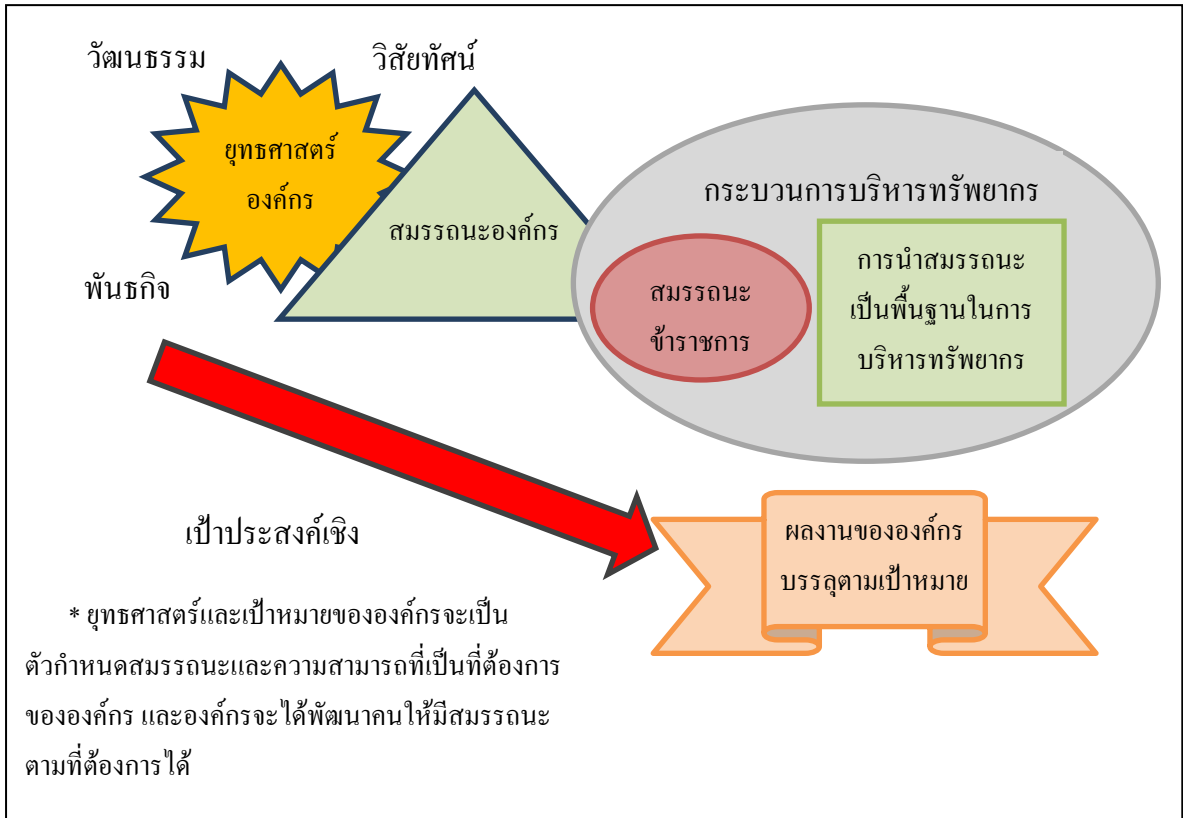 วัฒนธรรม
วิสัยทัศน์
ยุทธศาสตร์
องค์กร
สมรรถนะองค์กร
พันธกิจ
กระบวนการบริหารทรัพยากร
สมรรถนะ
ข้าราชการ
การนำสมรรถนะ
เป็นพื้นฐานในการ
บริหารทรัพยากร
เป้าประสงค์เชิง
ผลงานขององค์กร
บรรลุตามเป้าหมาย
* ยุทธศาสตร์และเป้าหมายขององค์กรจะเป็น
ตัวกำหนดสมรรถนะและความสามารถที่เป็นที่ต้องการ
ขององค์กร และองค์กรจะได้พัฒนาคนให้มีสมรรถนะ
ตามที่ต้องการได้